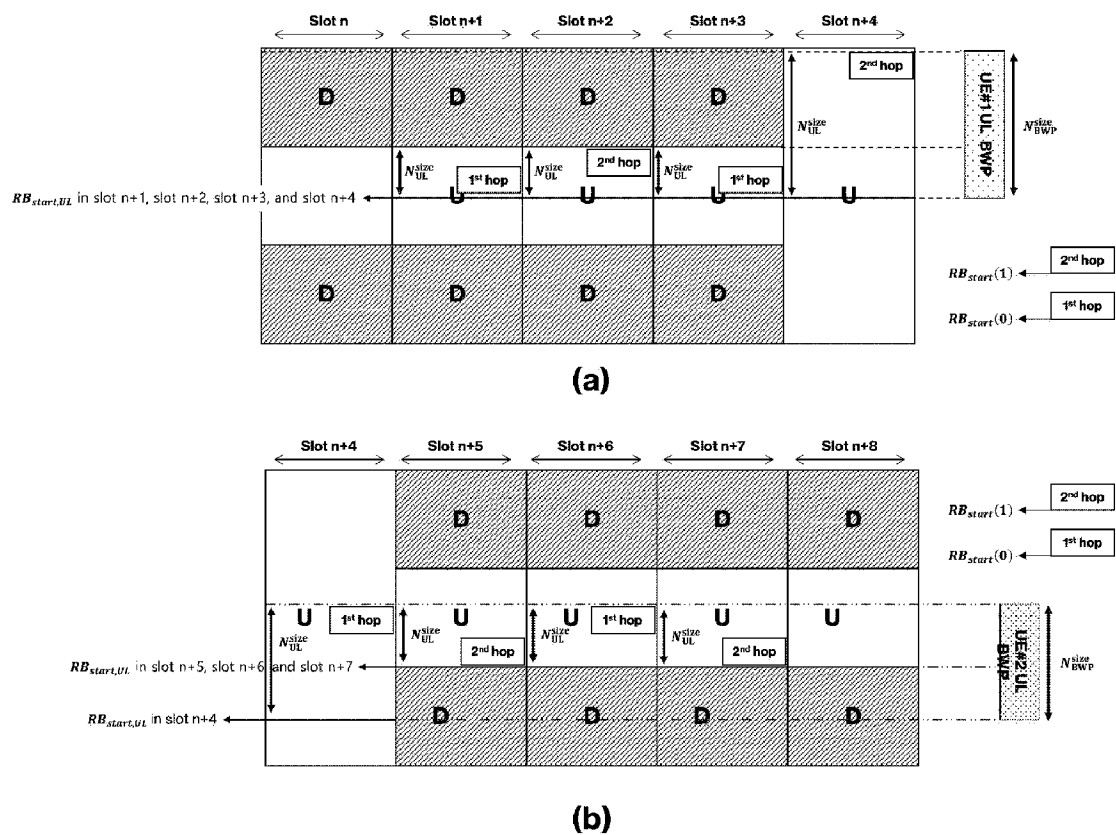 Slot n Slot n+1 Slot n+2 Slot n+3 Slot n+4
2nd hop
D D D D
UE#1 UL BWP
N_UL^size
N_BWP^size
N_UL^size N_UL^size 2nd hop N_UL^size
1st hop 1st hop
RB_start,UL in slot n+1, slot n+2, slot n+3, and slot n+4
U U U U
2nd hop
RB_start(1)
D D D D
1st hop
RB_start(0)
(a)
Slot n+4 Slot n+5 Slot n+6 Slot n+7 Slot n+8
2nd hop
RB_start(1)
D D D D
1st hop
RB_start(0)
U 1st hop U U 1st hop U U
N_UL^size N_UL^size N_UL^size N_UL^size
2nd hop 2nd hop
UE#2 UL BWP
N_BWP^size
RB_start,UL in slot n+5, slot n+6 and slot n+7
RB_start,UL in slot n+4
D D D D
(b)